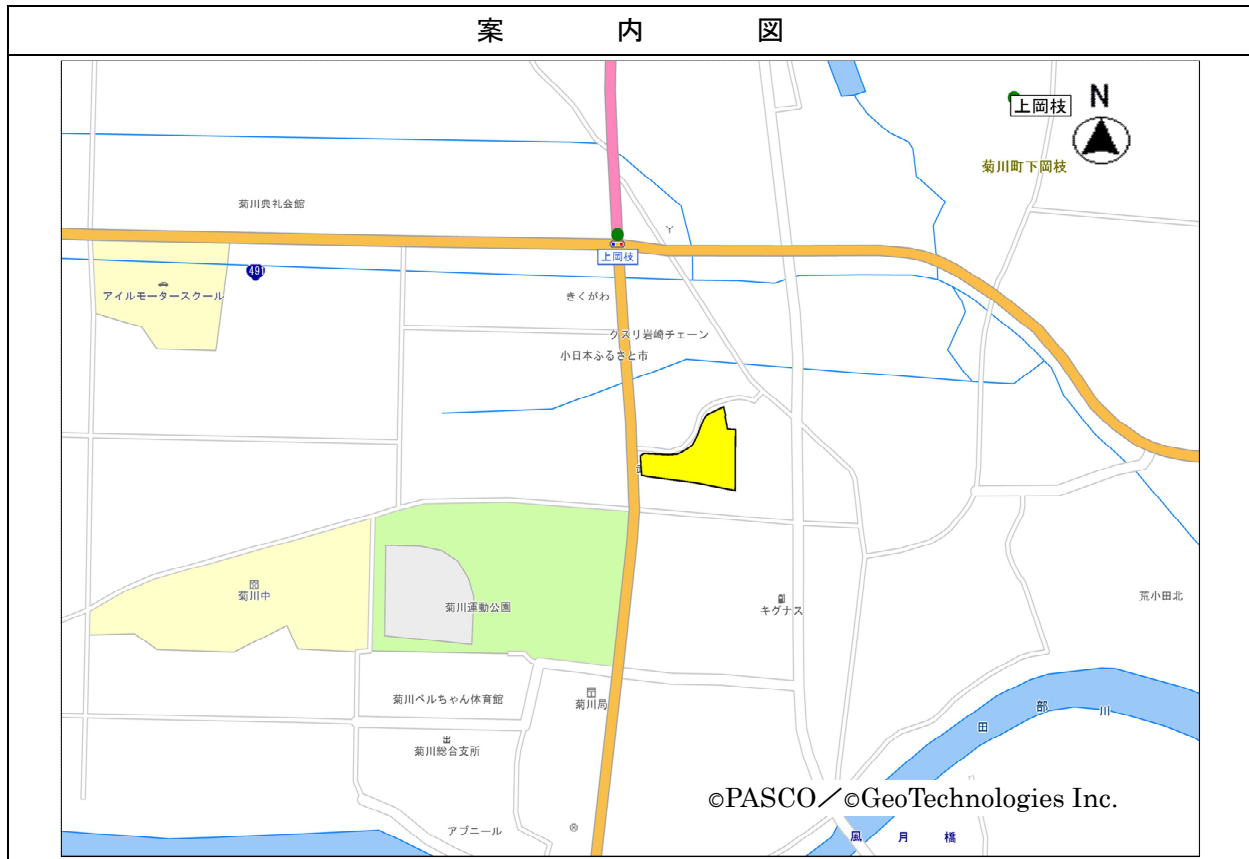 案内図
上岡枝
N
菊川町下岡枝
菊川典礼会館
上岡枝
491
アイルモータースクール
きくがわ
クスリ岩崎チェーン
小日本ふるさと市
菊川中
菊川運動公園
キグナス
荒小田北
菊川ベルちゃん体育館
菊川局
菊川総合支所
田部川
アブニール
©PASCO／©GeoTechnologies Inc.
風月橋